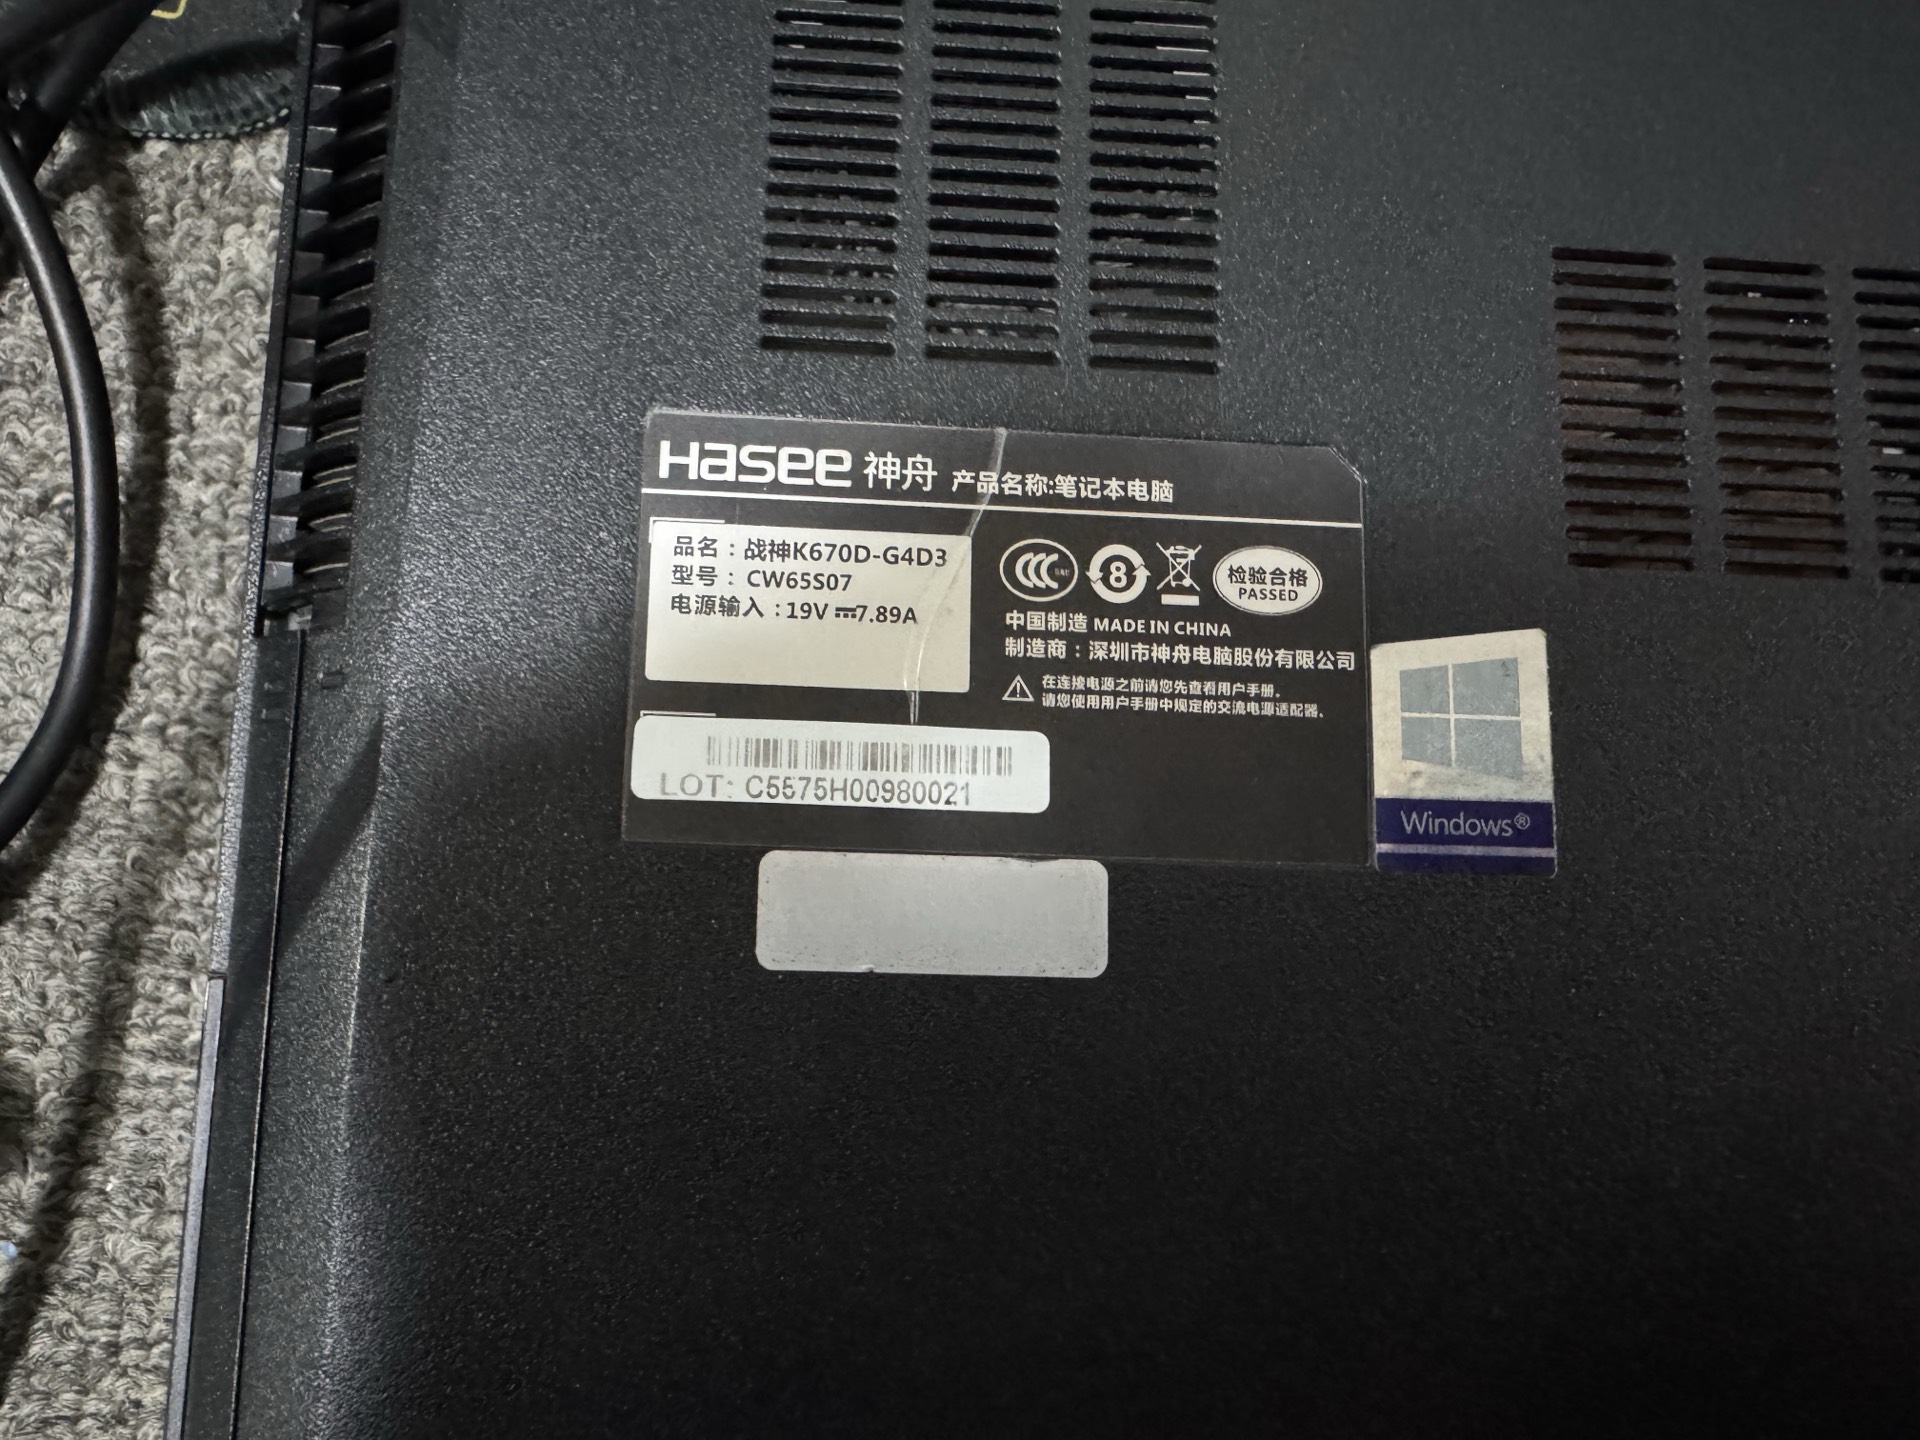 Hasee 神舟 产品名称:笔记本电脑
品名：战神K670D-G4D3
型号：CW65S07
电源输入：19V ⎓7.89A
8
检验合格
PASSED
中国制造 MADE IN CHINA
制造商：深圳市神舟电脑股份有限公司
在连接电源之前请您先查看用户手册。
请您使用用户手册中规定的交流电源适配器。
LOT: C5575H00980021
Windows®